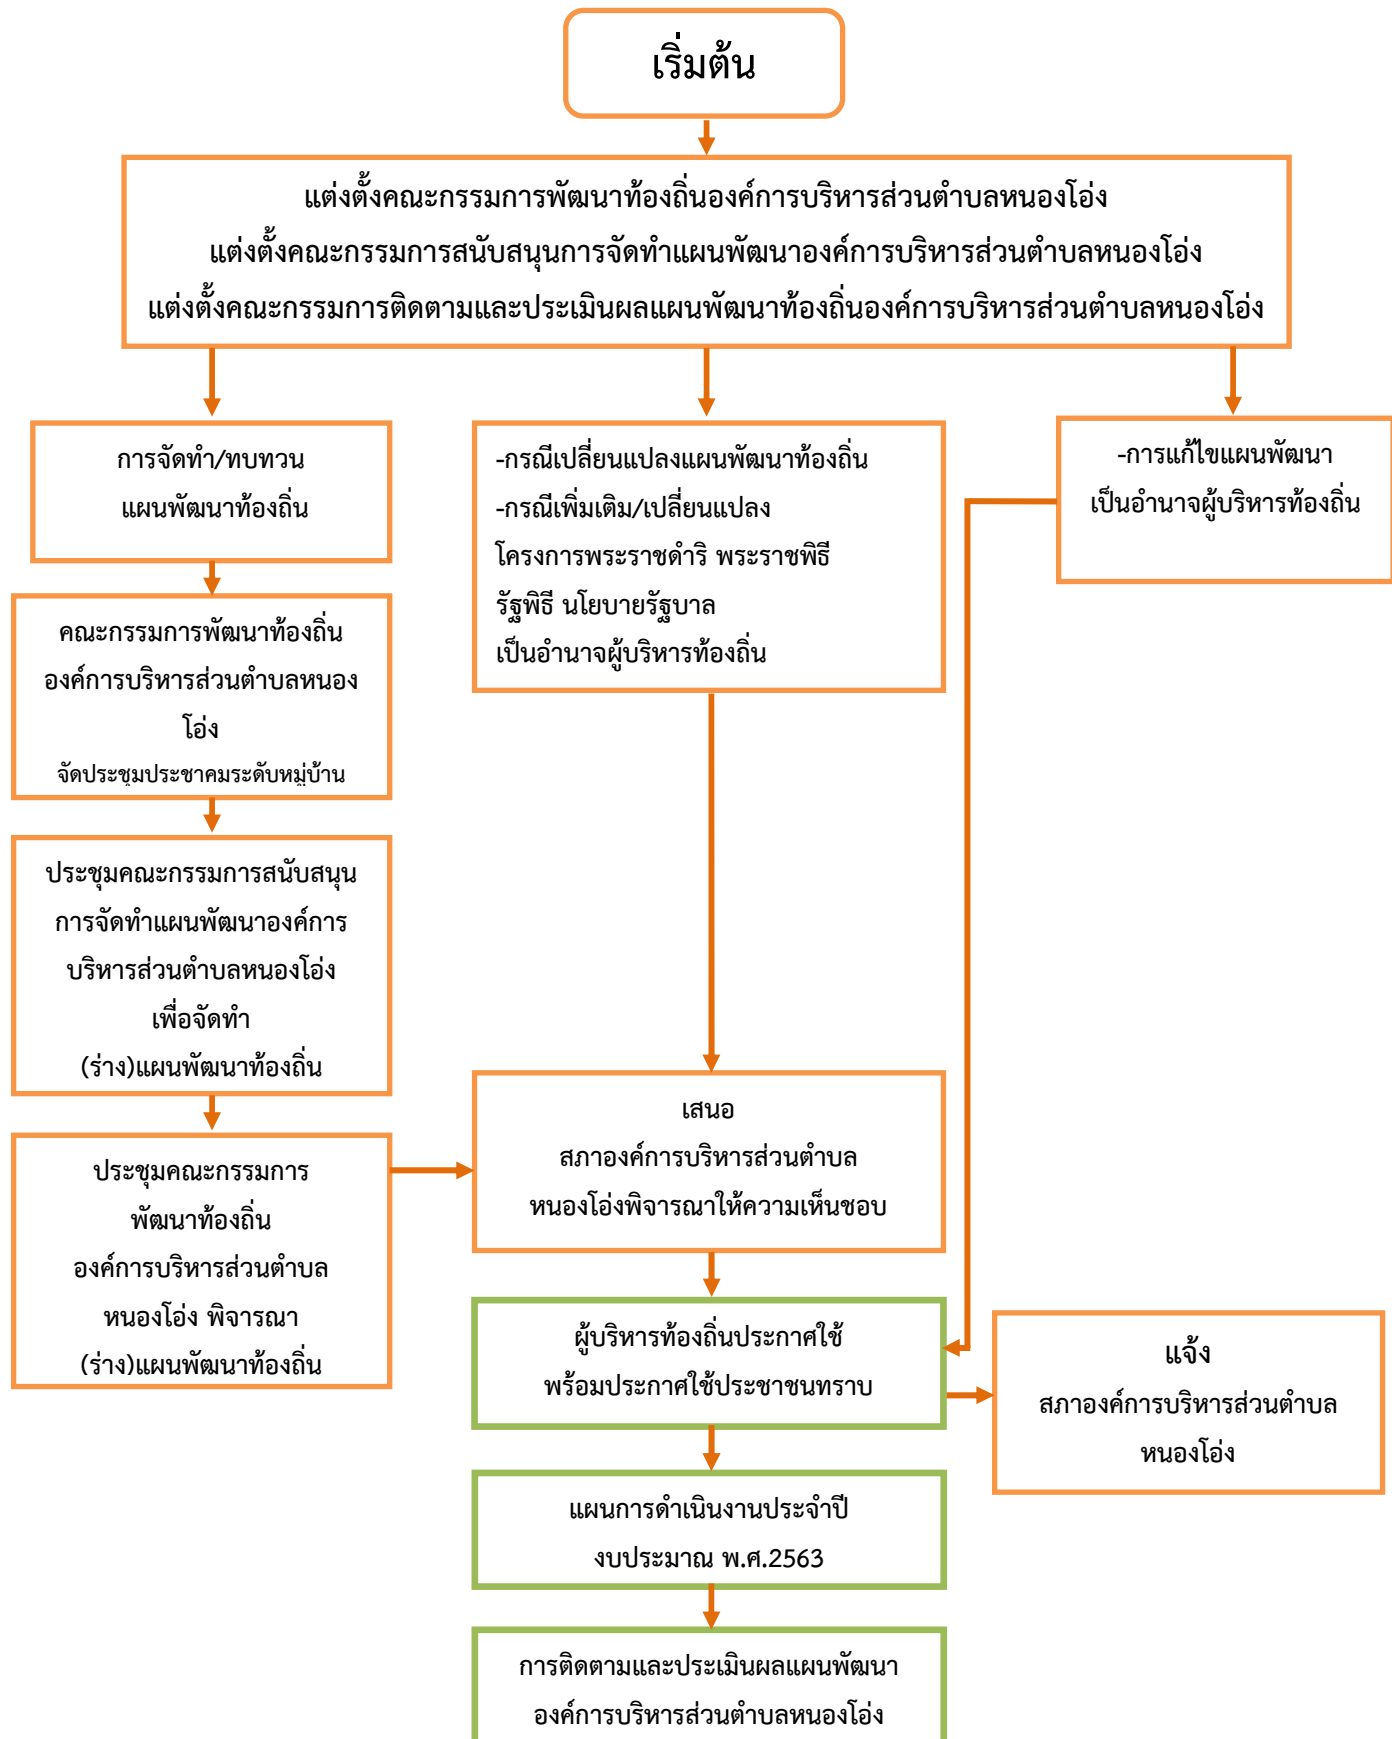 เริ่มต้น
แต่งตั้งคณะกรรมการพัฒนาท้องถิ่นองค์การบริหารส่วนตำบลหนองโอ่ง
แต่งตั้งคณะกรรมการสนับสนุนการจัดทำแผนพัฒนาองค์การบริหารส่วนตำบลหนองโอ่ง
แต่งตั้งคณะกรรมการติดตามและประเมินผลแผนพัฒนาท้องถิ่นองค์การบริหารส่วนตำบลหนองโอ่ง
การจัดทำ/ทบทวน
แผนพัฒนาท้องถิ่น
-กรณีเปลี่ยนแปลงแผนพัฒนาท้องถิ่น
-กรณีเพิ่มเติม/เปลี่ยนแปลง
โครงการพระราชดำริ พระราชพิธี
รัฐพิธี นโยบายรัฐบาล
เป็นอำนาจผู้บริหารท้องถิ่น
-การแก้ไขแผนพัฒนา
เป็นอำนาจผู้บริหารท้องถิ่น
คณะกรรมการพัฒนาท้องถิ่น
องค์การบริหารส่วนตำบลหนอง
โอ่ง
จัดประชุมประชาคมระดับหมู่บ้าน
ประชุมคณะกรรมการสนับสนุน
การจัดทำแผนพัฒนาองค์การ
บริหารส่วนตำบลหนองโอ่ง
เพื่อจัดทำ
(ร่าง)แผนพัฒนาท้องถิ่น
ประชุมคณะกรรมการ
พัฒนาท้องถิ่น
องค์การบริหารส่วนตำบล
หนองโอ่ง พิจารณา
(ร่าง)แผนพัฒนาท้องถิ่น
เสนอ
สภาองค์การบริหารส่วนตำบล
หนองโอ่งพิจารณาให้ความเห็นชอบ
ผู้บริหารท้องถิ่นประกาศใช้
พร้อมประกาศใช้ประชาชนทราบ
แจ้ง
สภาองค์การบริหารส่วนตำบล
หนองโอ่ง
แผนการดำเนินงานประจำปี
งบประมาณ พ.ศ.2563
การติดตามและประเมินผลแผนพัฒนา
องค์การบริหารส่วนตำบลหนองโอ่ง